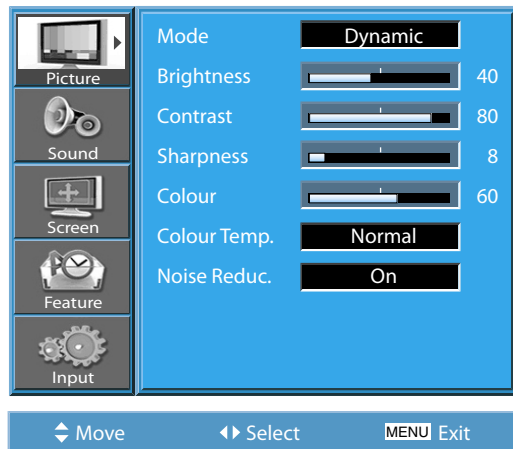 Picture
Sound
Screen
Feature
Input
Mode Dynamic
Brightness 40
Contrast 80
Sharpness 8
Colour 60
Colour Temp. Normal
Noise Reduc. On
Move Select MENU Exit